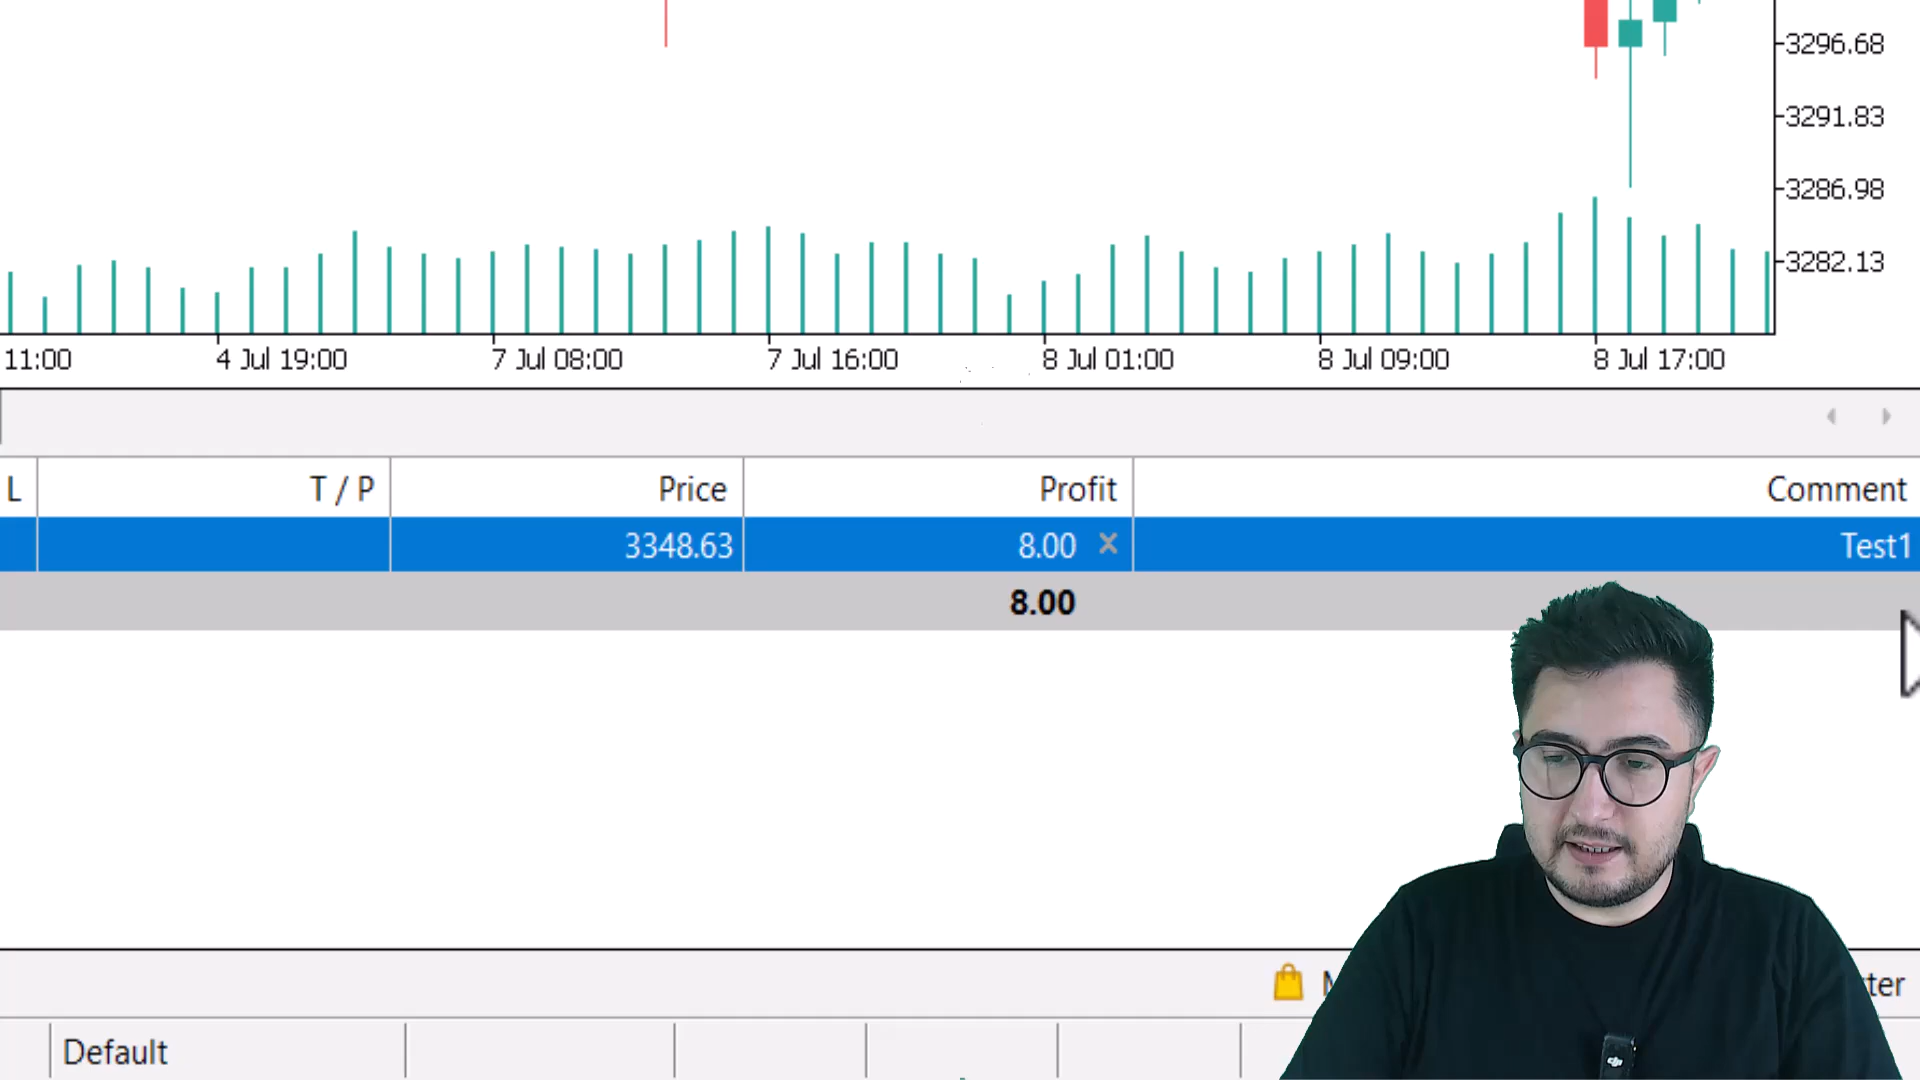 3296.68
3291.83
3286.98
3282.13
11:00 4 Jul 19:00 7 Jul 08:00 7 Jul 16:00 8 Jul 01:00 8 Jul 09:00 8 Jul 17:00
L T / P Price Profit Comment
3348.63 8.00 × Test1
8.00
ter
Default
dji